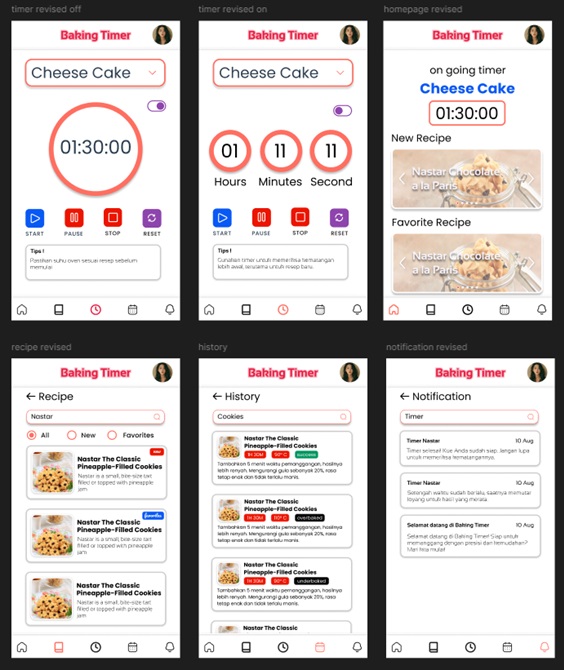 timer revised off
Baking Timer
Cheese Cake
01:30:00
START
PAUSE
STOP
RESET
Tips !
Pastikan suhu oven sesuai resep sebelum
memulai
timer revised on
Baking Timer
Cheese Cake
01
11
11
Hours
Minutes
Second
START
PAUSE
STOP
RESET
Tips !
Gunakan timer untuk memeriksa kematangan
lebih awal, terutama untuk resep baru.
homepage revised
Baking Timer
on going timer
Cheese Cake
01:30:00
New Recipe
Nastar Chocolate
a la Paris
Favorite Recipe
Nastar Chocolate
a la Paris
recipe revised
Baking Timer
← Recipe
Nastar
All
New
Favorites
new
Nastar The Classic
Pineapple-Filled Cookies
Nastar is a small, bite-size tart
filled or topped with pineapple
jam
favorites
Nastar The Classic
Pineapple-Filled Cookies
Nastar is a small, bite-size tart
filled or topped with pineapple
jam
Nastar The Classic
Pineapple-Filled Cookies
Nastar is a small, bite-size tart
filled or topped with pineapple
jam
history
Baking Timer
← History
Cookies
Nastar The Classic
Pineapple-Filled Cookies
1H 30M
90° C
success
Tambahkan 5 menit waktu pemanggangan, hasilnya
lebih renyah. Mengurangi gula sebanyak 20%, rasa
tetap enak dan tidak terlalu manis.
Nastar The Classic
Pineapple-Filled Cookies
1H 30M
90° C
overbaked
Tambahkan 5 menit waktu pemanggangan, hasilnya
lebih renyah. Mengurangi gula sebanyak 20%, rasa
tetap enak dan tidak terlalu manis.
Nastar The Classic
Pineapple-Filled Cookies
1H 30M
90° C
underbaked
Tambahkan 5 menit waktu pemanggangan, hasilnya
lebih renyah. Mengurangi gula sebanyak 20%, rasa
tetap enak dan tidak terlalu manis.
Nastar The Classic
notification revised
Baking Timer
← Notification
Timer
Timer Nastar
10 Aug
Timer selesai! Kue Anda sudah siap, jangan lupa
untuk memeriksa kematangannya.
Timer Nastar
10 Aug
Setengah waktu sudah berlalu, saatnya memutar
loyang untuk hasil yang merata.
Selamat datang di Baking Timer
10 Aug
Selamat datang di Baking Timer! Siap untuk
memanggang dengan presisi dan kemudahan?
Mari kita mulai!